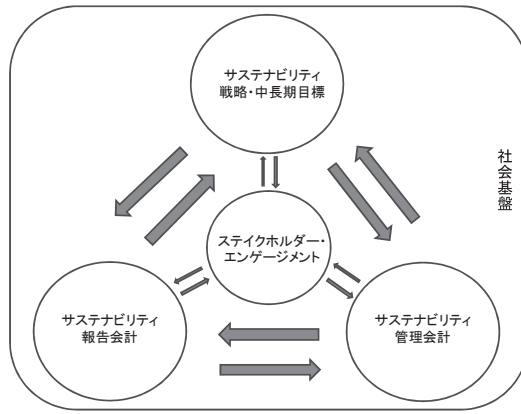 サステナビリティ
戦略・中長期目標
社会基盤
ステイクホルダー・
エンゲージメント
サステナビリティ
報告会計
サステナビリティ
管理会計